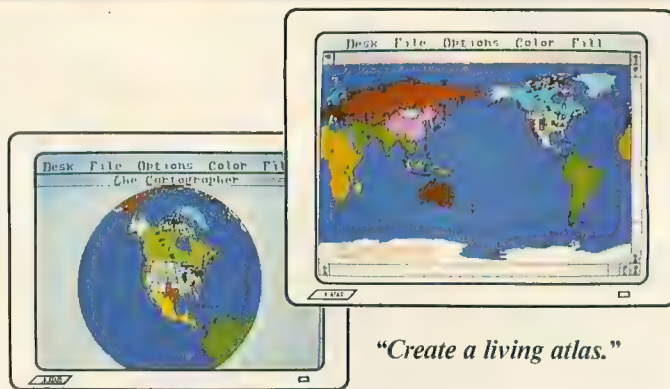 Desk File Options Color Fill
Desk File Options Color Fil
The Cartographer
"Create a living atlas."